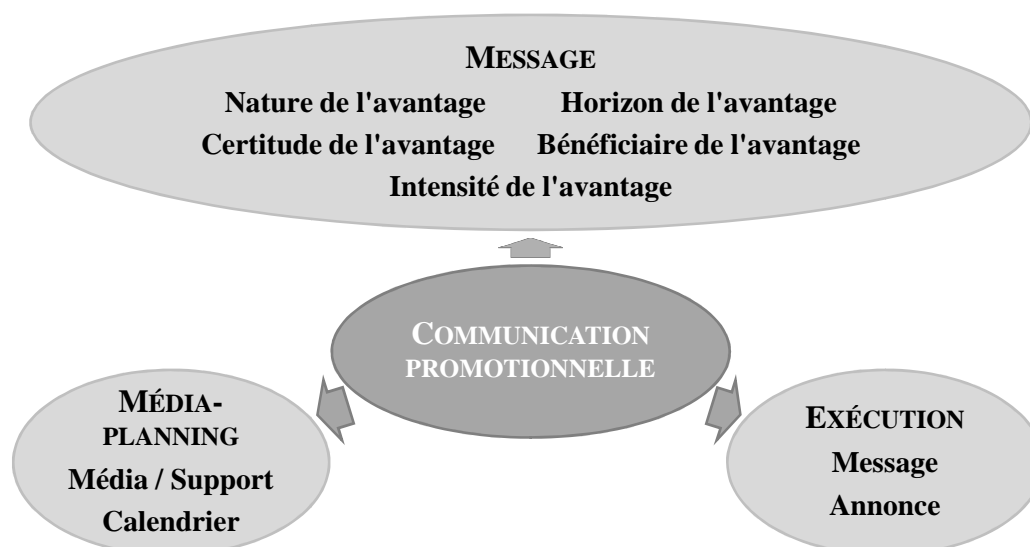 MESSAGE
Nature de l'avantage Horizon de l'avantage
Certitude de l'avantage Bénéficiaire de l'avantage
Intensité de l'avantage
COMMUNICATION
PROMOTIONNELLE
MÉDIA-
PLANNING
Média / Support
Calendrier
EXÉCUTION
Message
Annonce